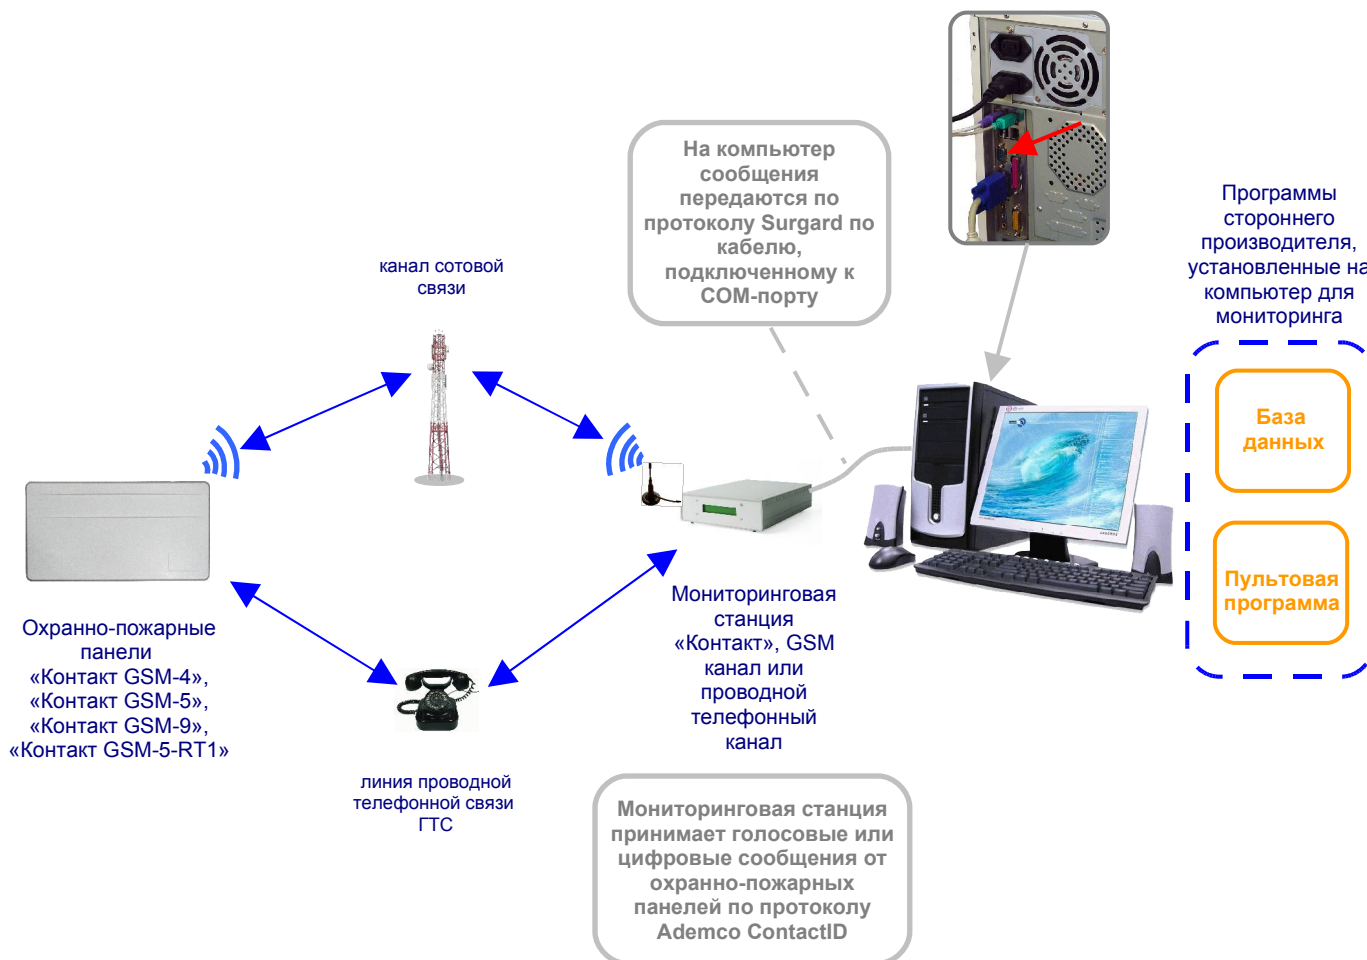 На компьютер
сообщения
передаются по
протоколу Surgard по
кабелю,
подключенному к
COM-порту
Программы
стороннего
производителя,
установленные на
компьютер для
мониторинга
канал сотовой
связи
База
данных
Пультовая
программа
Охранно-пожарные
панели
«Контакт GSM-4»,
«Контакт GSM-5»,
«Контакт GSM-9»,
«Контакт GSM-5-RT1»
Мониторинговая
станция
«Контакт», GSM
канал или
проводной
телефонный
канал
линия проводной
телефонной связи
ГТС
Мониторинговая станция
принимает голосовые или
цифровые сообщения от
охранно-пожарных
панелей по протоколу
Ademco ContactID